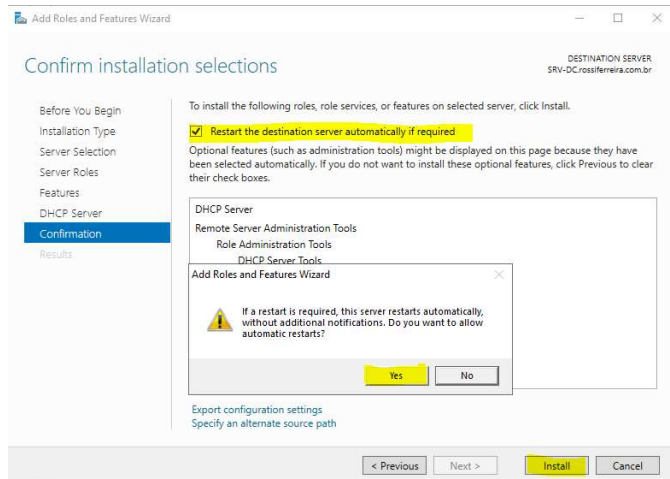 Add Roles and Features Wizard
Confirm installation selections
DESTINATION SERVER
SRV-DC.rossiferreira.com.br
Before You Begin
Installation Type
Server Selection
Server Roles
Features
DHCP Server
Confirmation
Results
To install the following roles, role services, or features on selected server, click Install.
Restart the destination server automatically if required
Optional features (such as administration tools) might be displayed on this page because they have
been selected automatically. If you do not want to install these optional features, click Previous to clear
their check boxes.
DHCP Server
Remote Server Administration Tools
Role Administration Tools
DHCP Server Tools
Add Roles and Features Wizard
If a restart is required, this server restarts automatically,
without additional notifications. Do you want to allow
automatic restarts?
Yes
No
Export configuration settings
Specify an alternate source path
< Previous
Next >
Install
Cancel